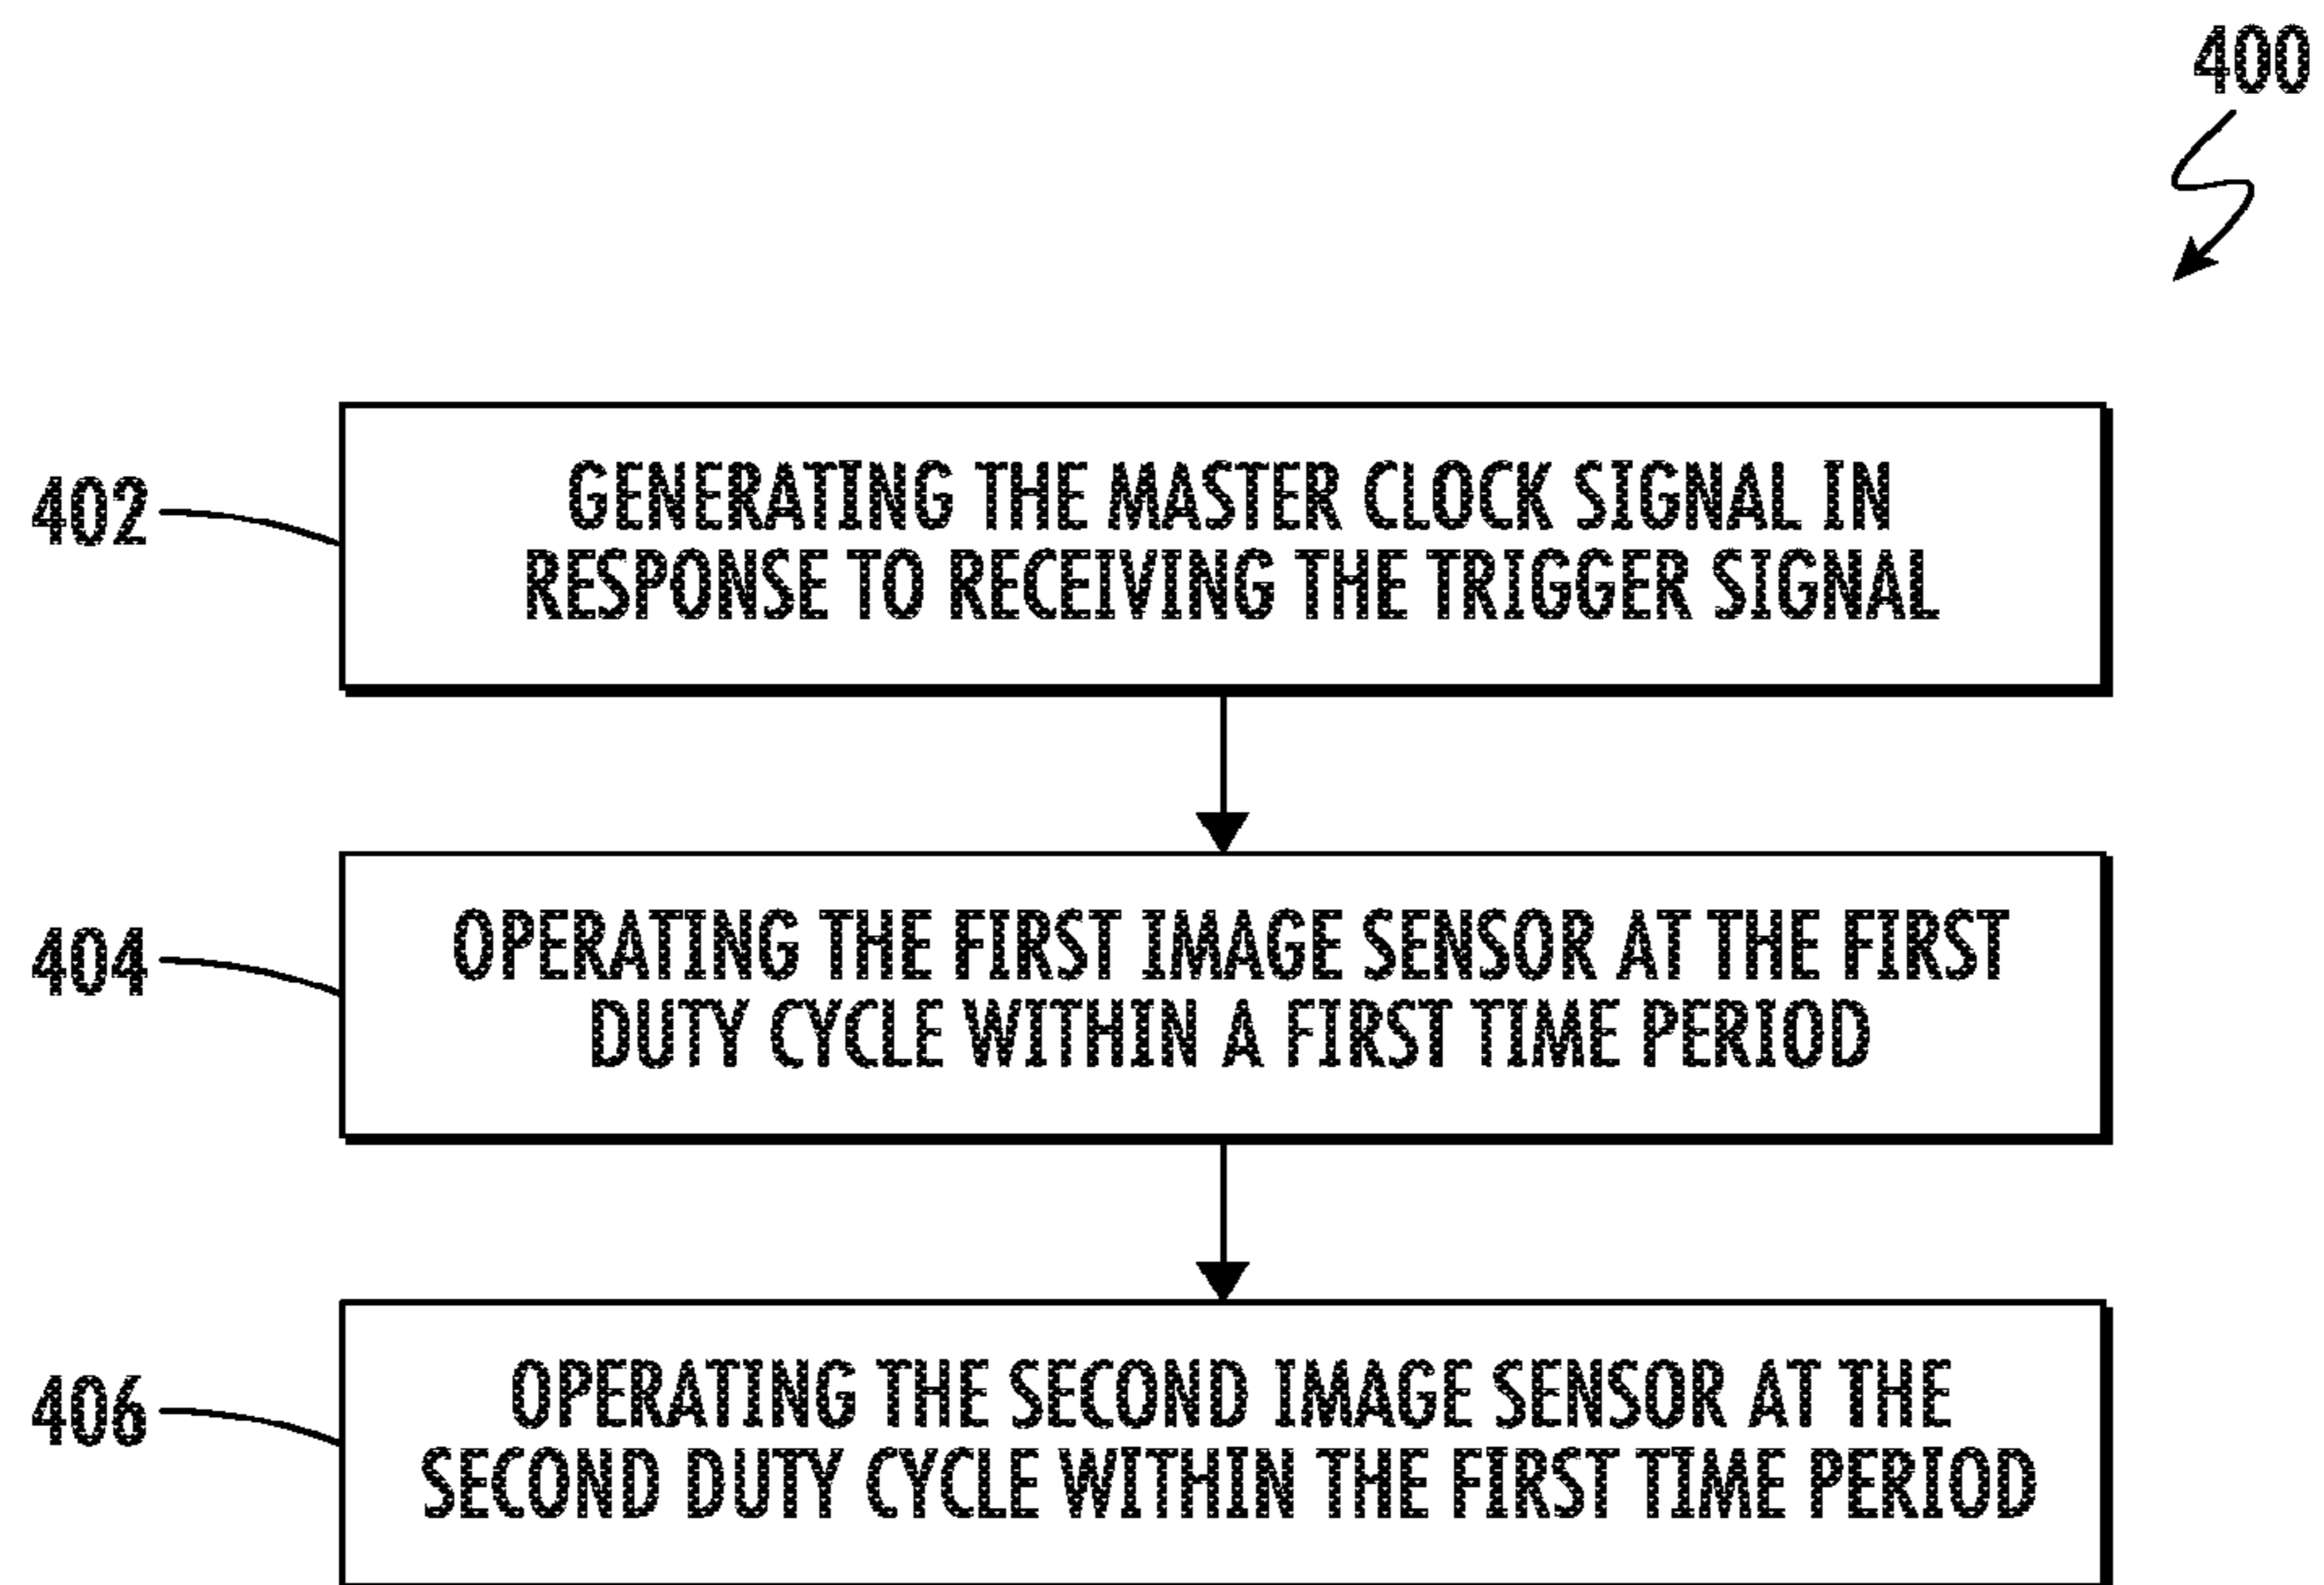 400
402
GENERATING THE MASTER CLOCK SIGNAL IN
RESPONSE TO RECEIVING THE TRIGGER SIGNAL
404
OPERATING THE FIRST IMAGE SENSOR AT THE FIRST
DUTY CYCLE WITHIN A FIRST TIME PERIOD
406
OPERATING THE SECOND IMAGE SENSOR AT THE
SECOND DUTY CYCLE WITHIN THE FIRST TIME PERIOD